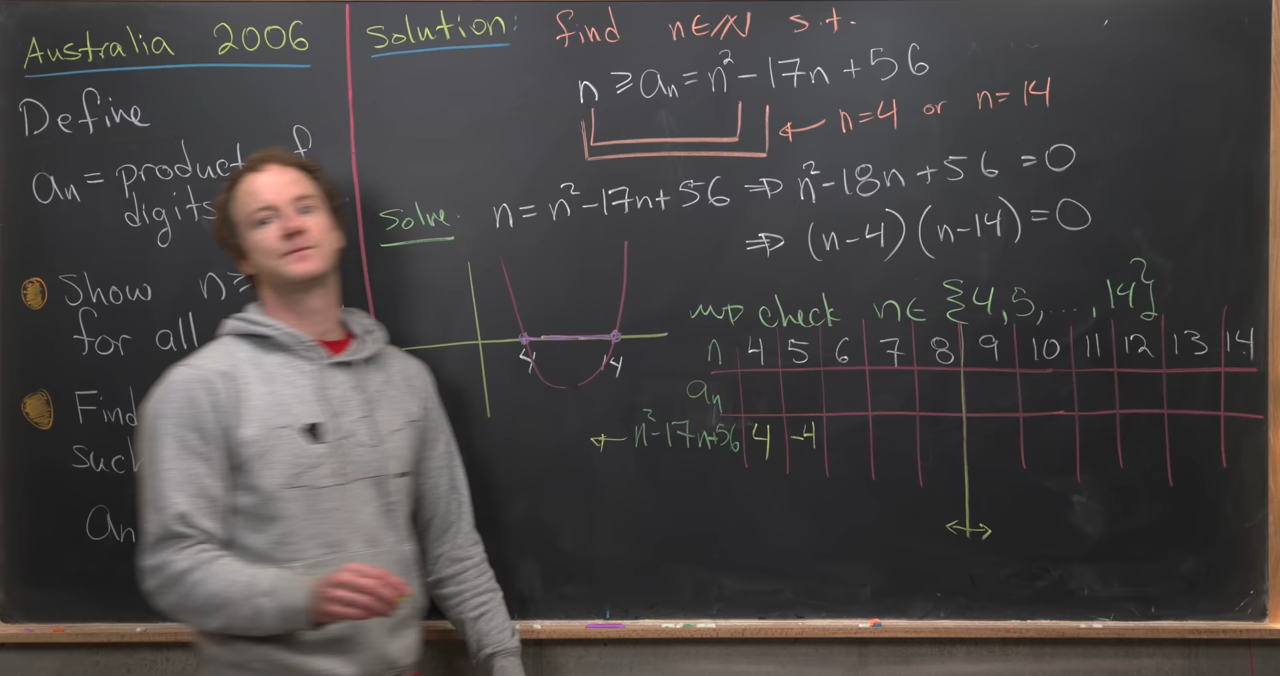 Australia 2006
Define
aₙ = product of
digits
Show n ≥
for all
Find
such
aₙ
Solution: find n∈ℕ s.t.
n ≥ aₙ = n² - 17n + 56
n=4 or n=14
Solve: n = n² - 17n + 56 ⇒ n² - 18n + 56 = 0
⇒ (n-4)(n-14) = 0
4 14
check n∈{4,5,...,14}
n 4 5 6 7 8 9 10 11 12 13 14
aₙ
← n² - 17n + 56 4 -4